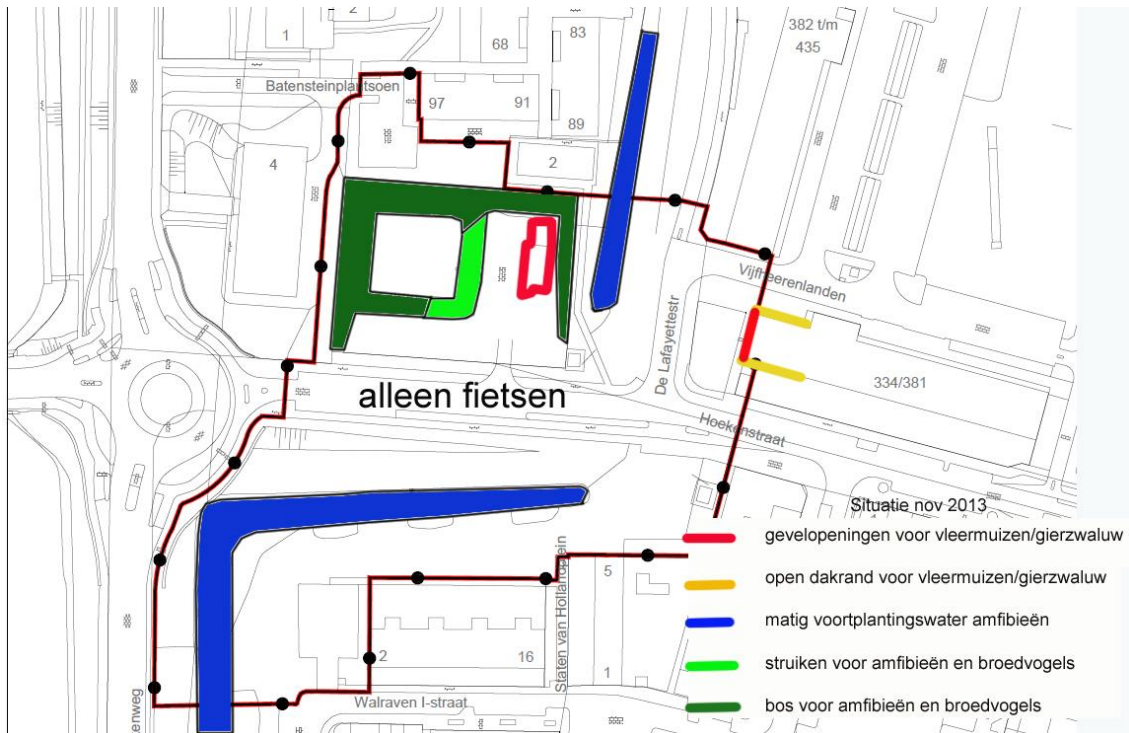 1
2
68
83
382 t/m
435
Batensteinplantsoen
97
91
89
2
4
Vijfheerenlanden
De Lafayettestr
alleen fietsen
334/381
Hoekenstraat
Situatie nov 2013
gevelopeningen voor vleermuizen/gierzwaluw
open dakrand voor vleermuizen/gierzwaluw
matig voortplantingswater amfibieën
struiken voor amfibieën en broedvogels
bos voor amfibieën en broedvogels
Staten van Hollandplein
5
2
16
1
Walraven I-straat
tenweg